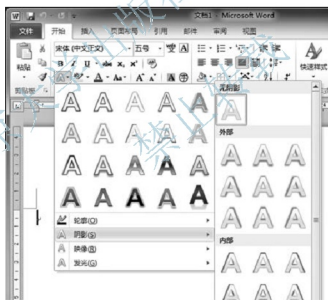 文档1 - Microsoft Word
文件 开始 插入 页面布局 引用 邮件 审阅 视图
宋体 (中文正文) 五号
粘贴
快速样式
剪贴板
无阴影
外部
轮廓(O)
阴影(S)
映像(R)
发光(G)
内部